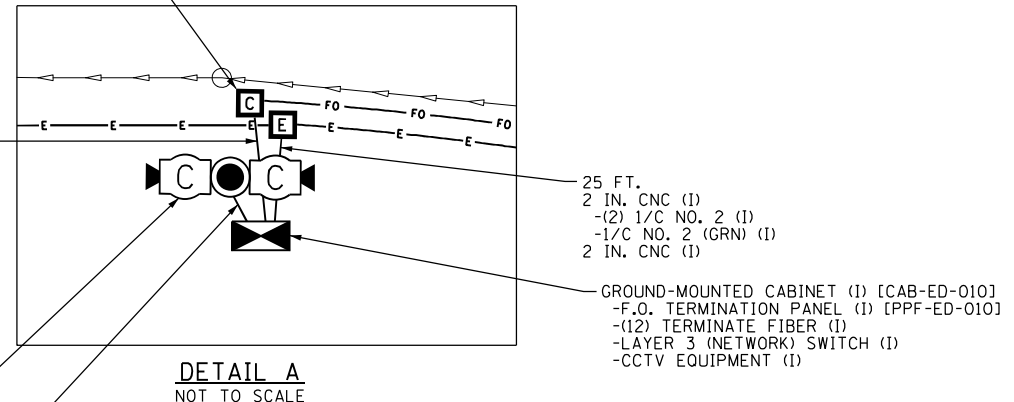 C
FO
FO
FO
E
E
E
E
E
E
E
E
C
C
25 FT.
2 IN. CNC (I)
-(2) 1/C NO. 2 (I)
-1/C NO. 2 (GRN) (I)
2 IN. CNC (I)
GROUND-MOUNTED CABINET (I) [CAB-ED-010]
-F.O. TERMINATION PANEL (I) [PPF-ED-010]
-(12) TERMINATE FIBER (I)
-LAYER 3 (NETWORK) SWITCH (I)
-CCTV EQUIPMENT (I)
DETAIL A
NOT TO SCALE